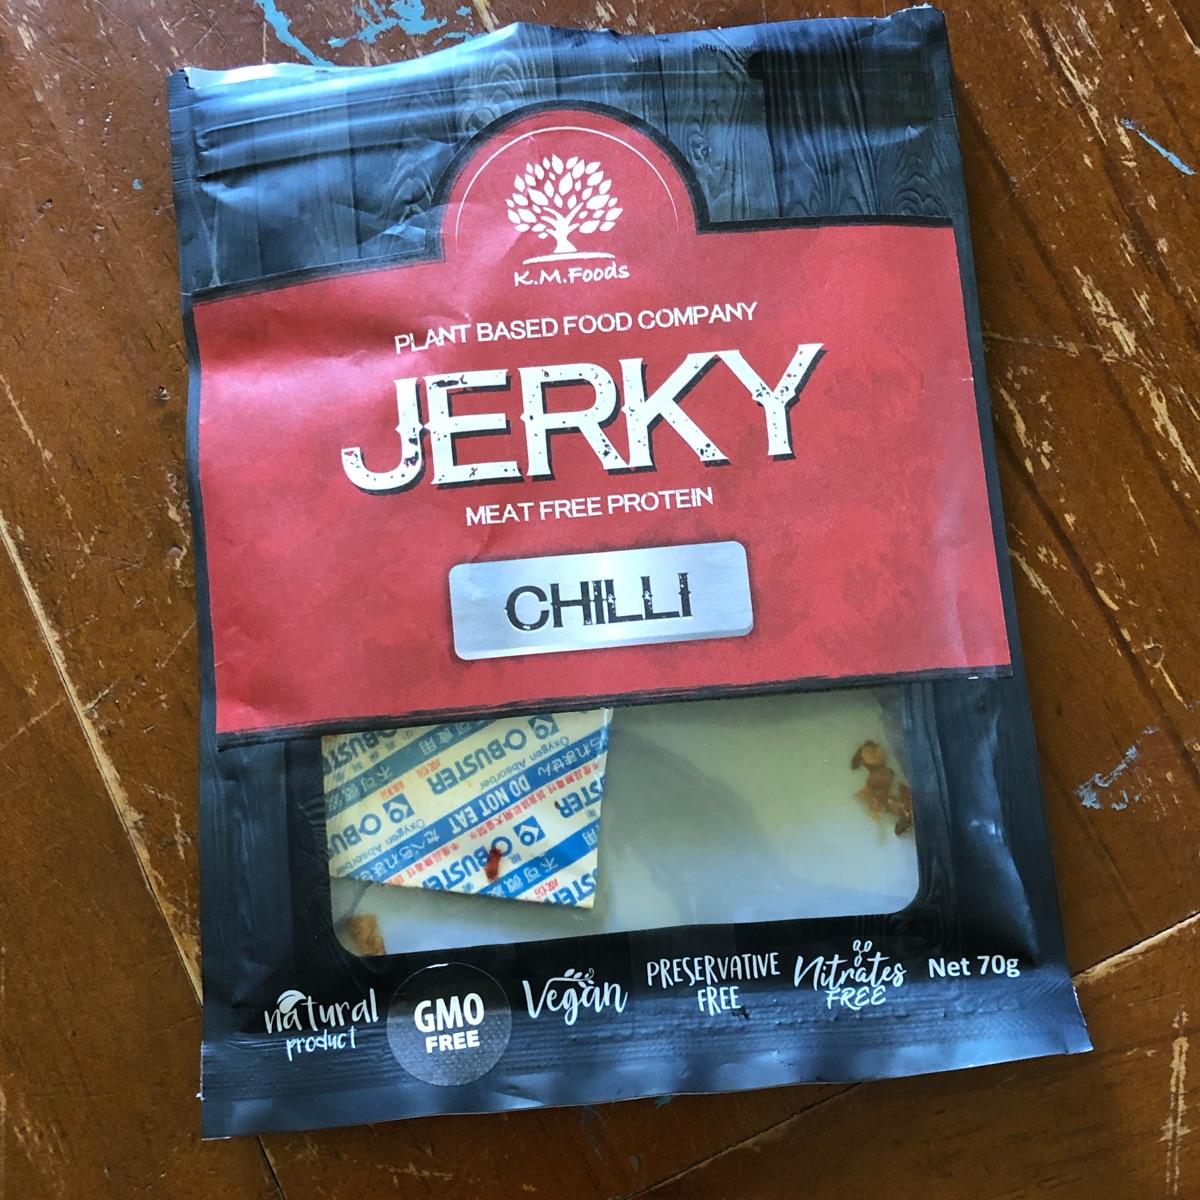 K.M.Foods
PLANT BASED FOOD COMPANY
JERKY
MEAT FREE PROTEIN
CHILLI
O-BUSTER
Oxygen Absorber
DO NOT EAT
natural
product
GMO
FREE
Vegan
PRESERVATIVE
FREE
Nitrates
FREE
Net 70g